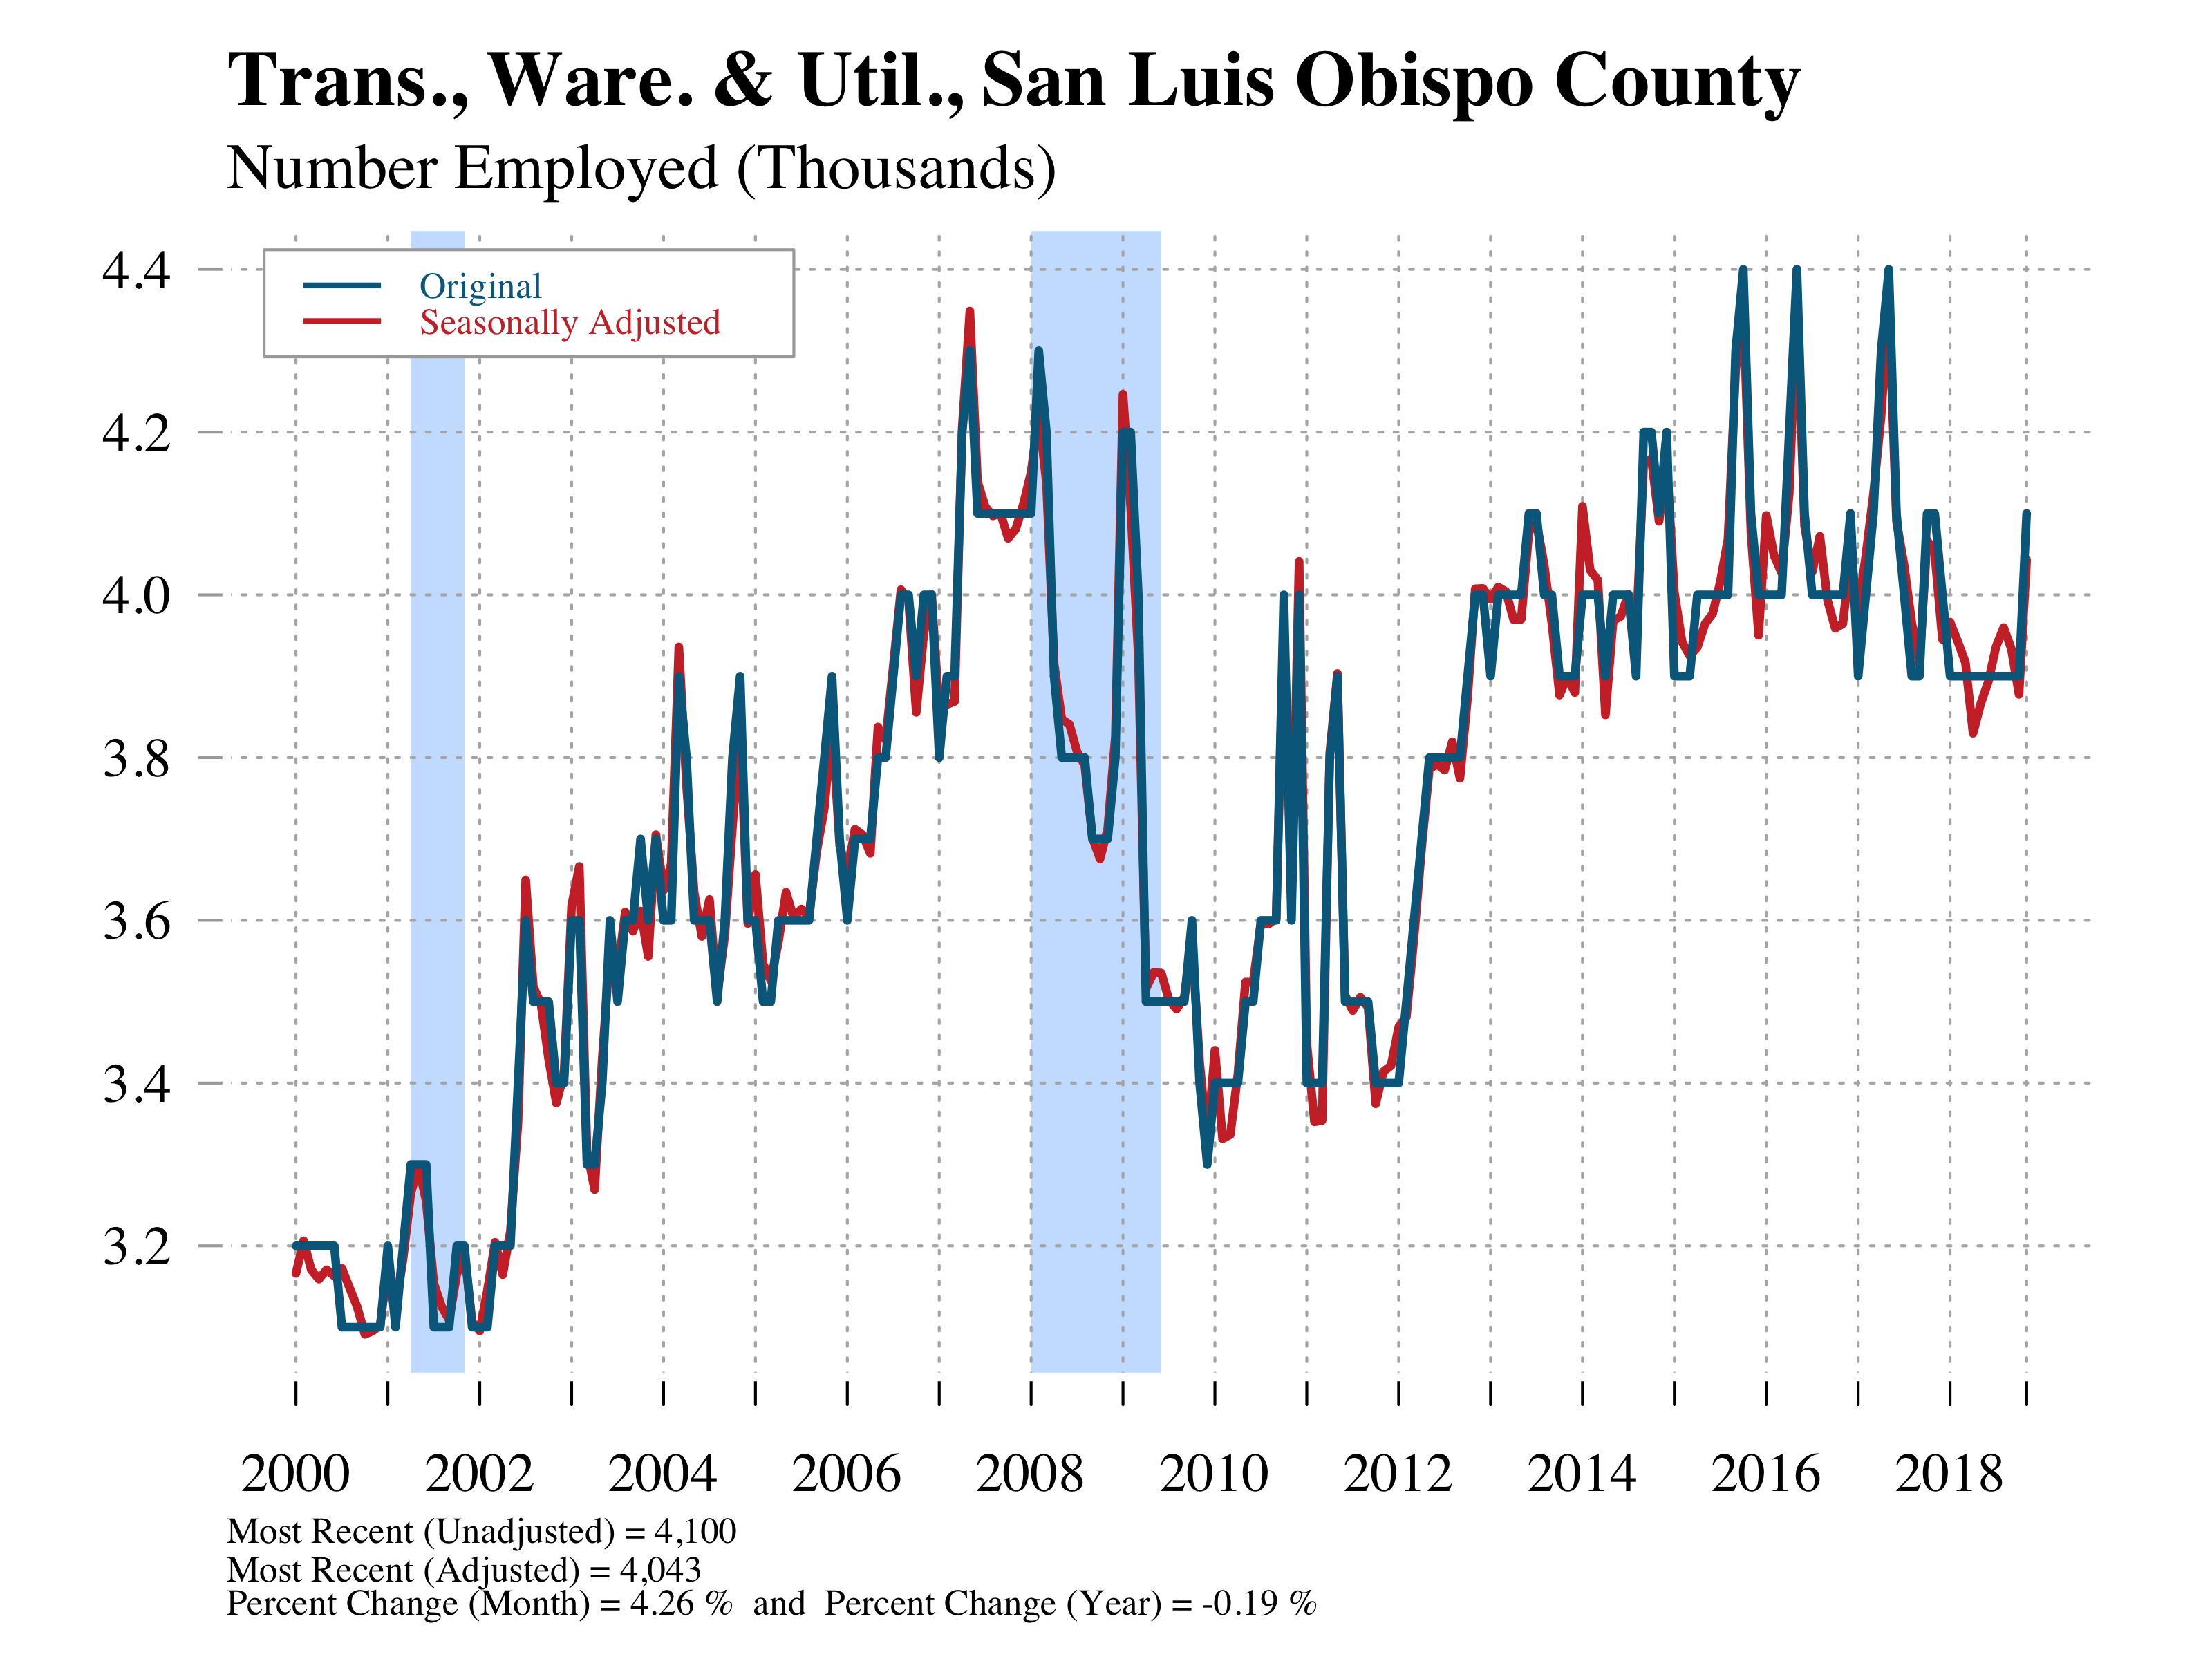 Trans., Ware. & Util., San Luis Obispo County
Number Employed (Thousands)
Original
Seasonally Adjusted
4.4
4.2
4.0
3.8
3.6
3.4
3.2
2000 2002 2004 2006 2008 2010 2012 2014 2016 2018
Most Recent (Unadjusted) = 4,100
Most Recent (Adjusted) = 4,043
Percent Change (Month) = 4.26 % and Percent Change (Year) = -0.19 %